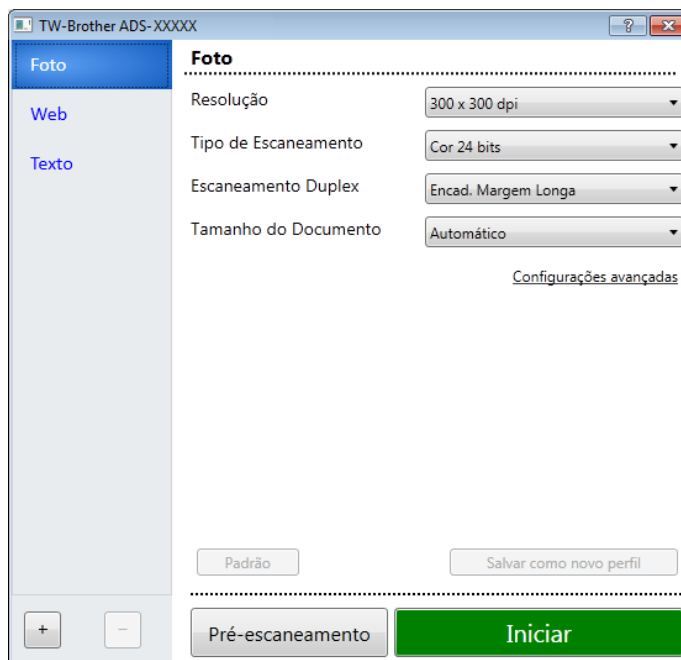 TW-Brother ADS-XXXXX
Foto
Web
Texto
Foto
Resolução
300 x 300 dpi
Tipo de Escaneamento
Cor 24 bits
Escaneamento Duplex
Encad. Margem Longa
Tamanho do Documento
Automático
Configurações avançadas
Padrão
Salvar como novo perfil
+
−
Pré-escaneamento
Iniciar